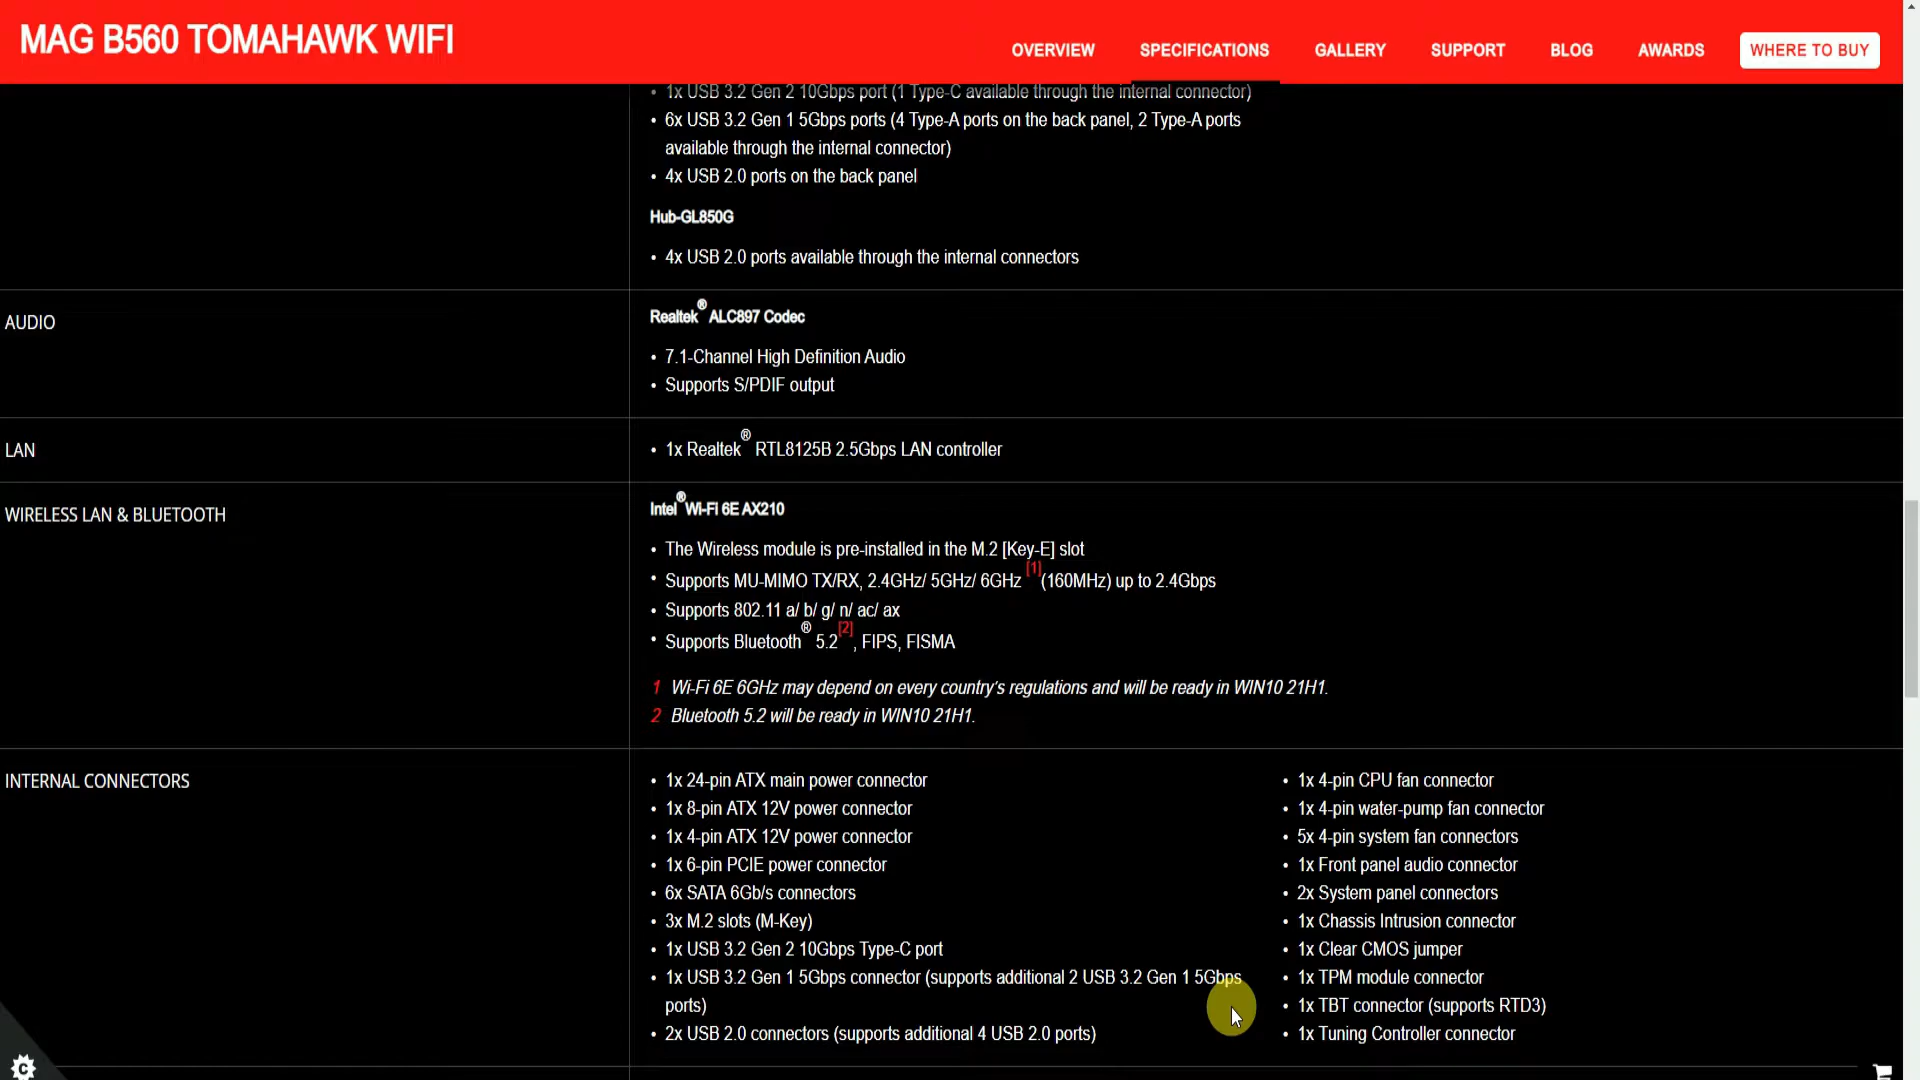 MAG B560 TOMAHAWK WIFI
OVERVIEW
SPECIFICATIONS
GALLERY
SUPPORT
BLOG
AWARDS
WHERE TO BUY
• 1x USB 3.2 Gen 2 10Gbps port (1 Type-C available through the internal connector)
• 6x USB 3.2 Gen 1 5Gbps ports (4 Type-A ports on the back panel, 2 Type-A ports
available through the internal connector)
• 4x USB 2.0 ports on the back panel
Hub-GL850G
• 4x USB 2.0 ports available through the internal connectors
AUDIO
Realtek® ALC897 Codec
• 7.1-Channel High Definition Audio
• Supports S/PDIF output
LAN
• 1x Realtek® RTL8125B 2.5Gbps LAN controller
WIRELESS LAN & BLUETOOTH
Intel® Wi-Fi 6E AX210
• The Wireless module is pre-installed in the M.2 [Key-E] slot
• Supports MU-MIMO TX/RX, 2.4GHz/ 5GHz/ 6GHz [1](160MHz) up to 2.4Gbps
• Supports 802.11 a/ b/ g/ n/ ac/ ax
• Supports Bluetooth® 5.2[2], FIPS, FISMA
1 Wi-Fi 6E 6GHz may depend on every country's regulations and will be ready in WIN10 21H1.
2 Bluetooth 5.2 will be ready in WIN10 21H1.
INTERNAL CONNECTORS
• 1x 24-pin ATX main power connector
• 1x 8-pin ATX 12V power connector
• 1x 4-pin ATX 12V power connector
• 1x 6-pin PCIE power connector
• 6x SATA 6Gb/s connectors
• 3x M.2 slots (M-Key)
• 1x USB 3.2 Gen 2 10Gbps Type-C port
• 1x USB 3.2 Gen 1 5Gbps connector (supports additional 2 USB 3.2 Gen 1 5Gbps
ports)
• 2x USB 2.0 connectors (supports additional 4 USB 2.0 ports)
• 1x 4-pin CPU fan connector
• 1x 4-pin water-pump fan connector
• 5x 4-pin system fan connectors
• 1x Front panel audio connector
• 2x System panel connectors
• 1x Chassis Intrusion connector
• 1x Clear CMOS jumper
• 1x TPM module connector
• 1x TBT connector (supports RTD3)
• 1x Tuning Controller connector